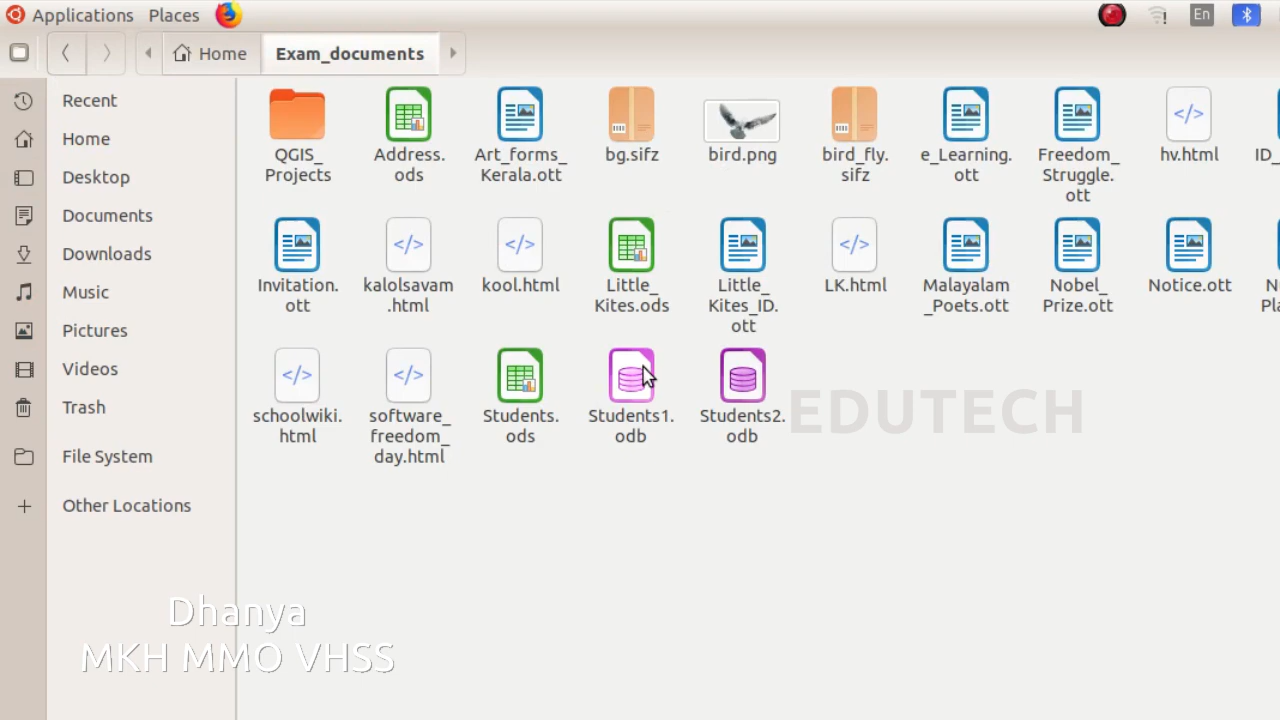 Applications Places En
Home Exam_documents
Recent
Home
Desktop
Documents
Downloads
Music
Pictures
Videos
Trash
File System
Other Locations
QGIS_
Projects
Address.
ods
Art_forms_
Kerala.ott
bg.sifz
bird.png
bird_fly.
sifz
e_Learning.
ott
Freedom_
Struggle.
ott
hv.html
ID_
Invitation.
ott
kalolsavam
.html
kool.html
Little_
Kites.ods
Little_
Kites_ID.
ott
LK.html
Malayalam
_Poets.ott
Nobel_
Prize.ott
Notice.ott
schoolwiki.
html
software_
freedom_
day.html
Students.
ods
Students1.
odb
Students2.
odb
EDUTECH
Dhanya
MKH MMO VHSS